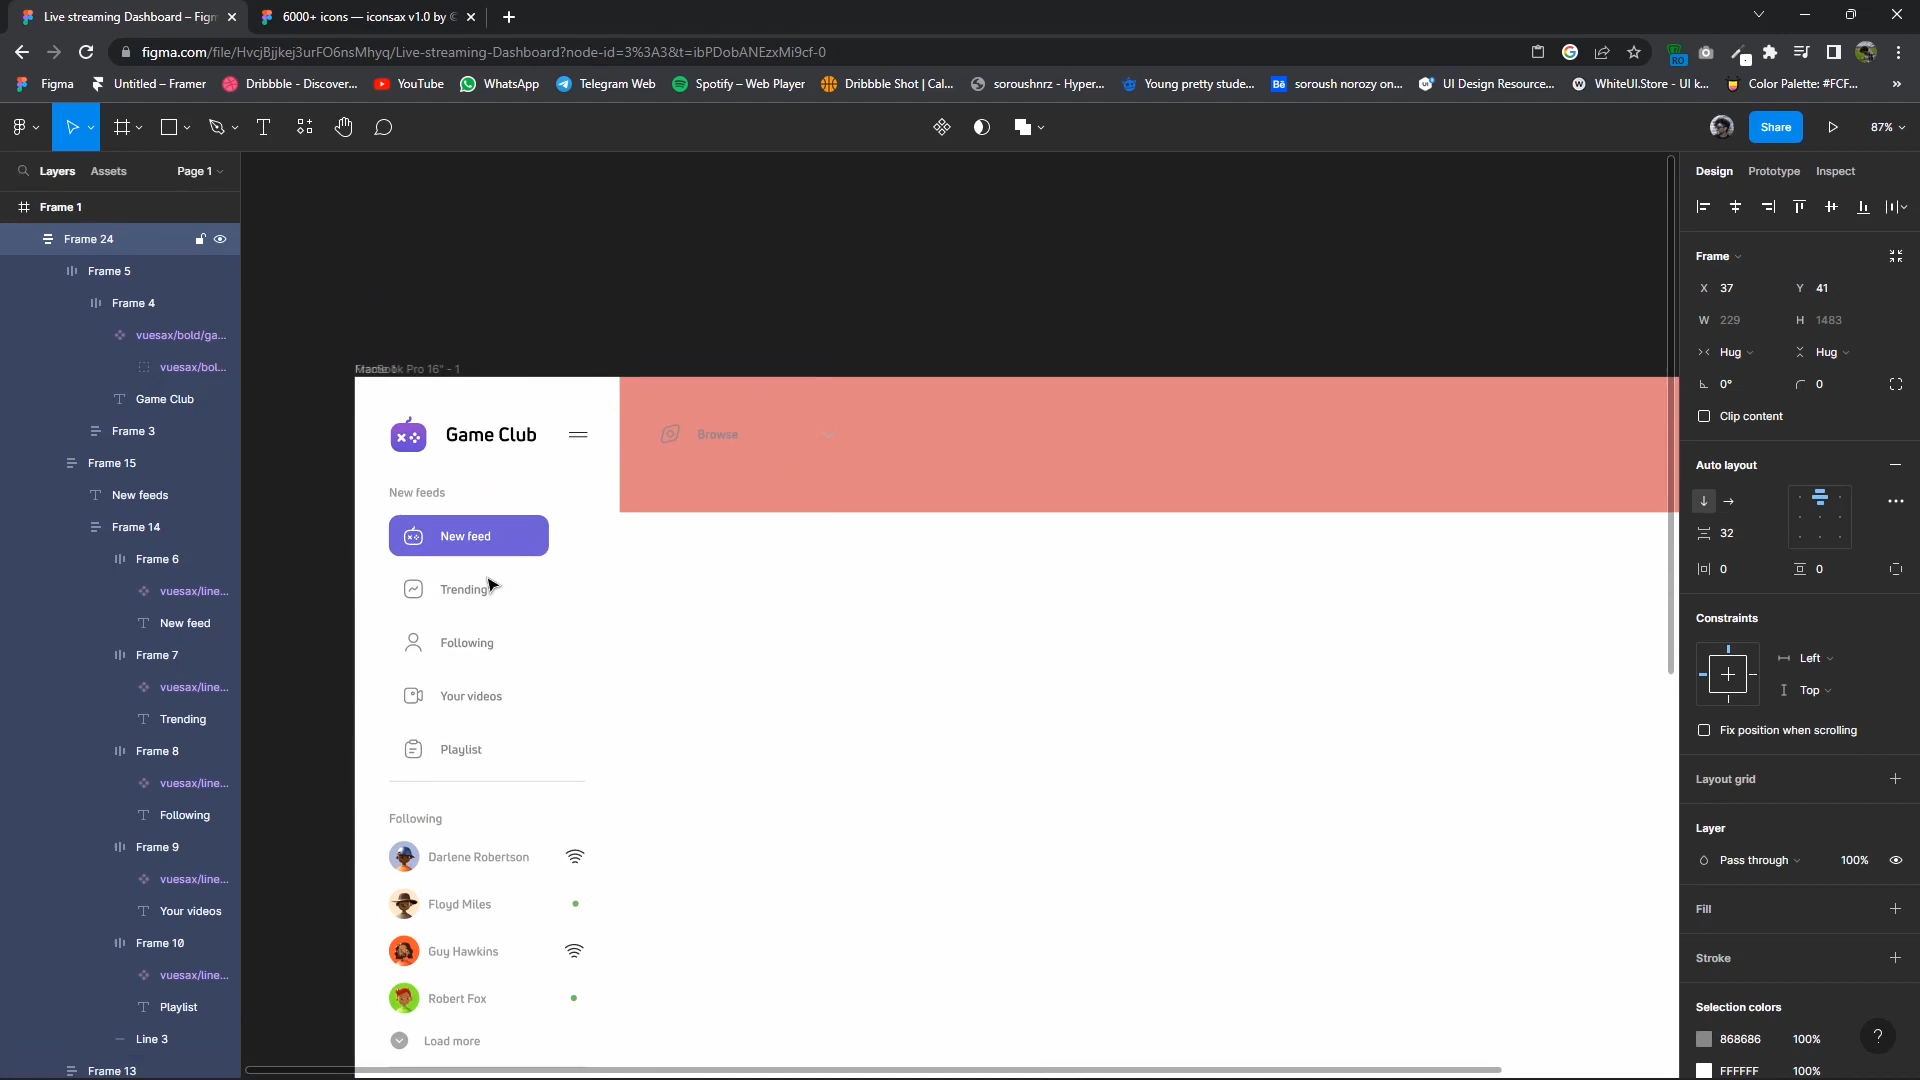 Live streaming Dashboard – Figm
6000+ icons — iconsax v1.0 by
figma.com/file/HvcjBjjkej3urFO6nsMhyq/Live-streaming-Dashboard?node-id=3%3A3&t=ibPDobANEzxMi9cf-0
RO
Figma
Untitled – Framer
Dribbble - Discover...
YouTube
WhatsApp
Telegram Web
Spotify – Web Player
Dribbble Shot | Cal...
soroushnrz - Hyper...
Young pretty stude...
Bē
soroush norozy on...
UI Design Resource...
WhiteUI.Store - UI k...
Color Palette: #FCF...
Share
87%
Layers
Assets
Page 1
Frame 1
Frame 24
Frame 5
Frame 4
vuesax/bold/ga...
vuesax/bol...
Game Club
Frame 3
Frame 15
New feeds
Frame 14
Frame 6
vuesax/line...
New feed
Frame 7
vuesax/line...
Trending
Frame 8
vuesax/line...
Following
Frame 9
vuesax/line...
Your videos
Frame 10
vuesax/line...
Playlist
Line 3
Frame 13
MacBook Pro 16" - 1
Game Club
Browse
New feeds
New feed
Trending
Following
Your videos
Playlist
Following
Darlene Robertson
Floyd Miles
Guy Hawkins
Robert Fox
Load more
Design
Prototype
Inspect
Frame
X 37
Y 41
W 229
H 1483
Hug
Hug
0°
0
Clip content
Auto layout
32
0
0
Constraints
Left
Top
Fix position when scrolling
Layout grid
Layer
Pass through
100%
Fill
Stroke
Selection colors
868686
100%
?
FFFFFF
100%